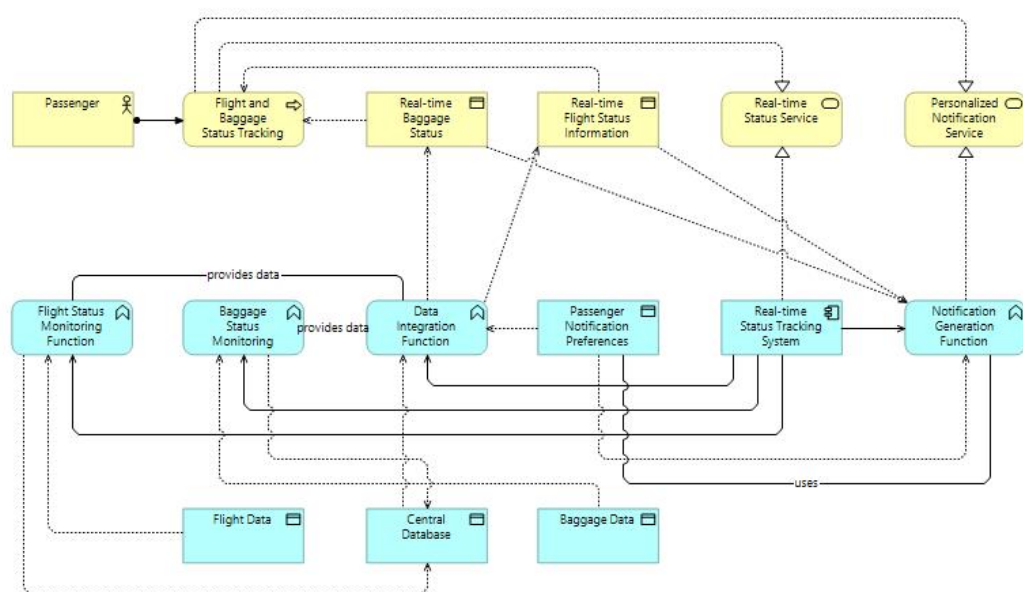 Passenger
Flight and
Baggage
Status Tracking
Real-time
Baggage
Status
Real-time
Flight Status
Information
Real-time
Status Service
Personalized
Notification
Service
provides data
Flight Status
Monitoring
Function
Baggage
Status
Monitoring
provides data
Data
Integration
Function
Passenger
Notification
Preferences
Real-time
Status Tracking
System
Notification
Generation
Function
uses
Flight Data
Central
Database
Baggage Data